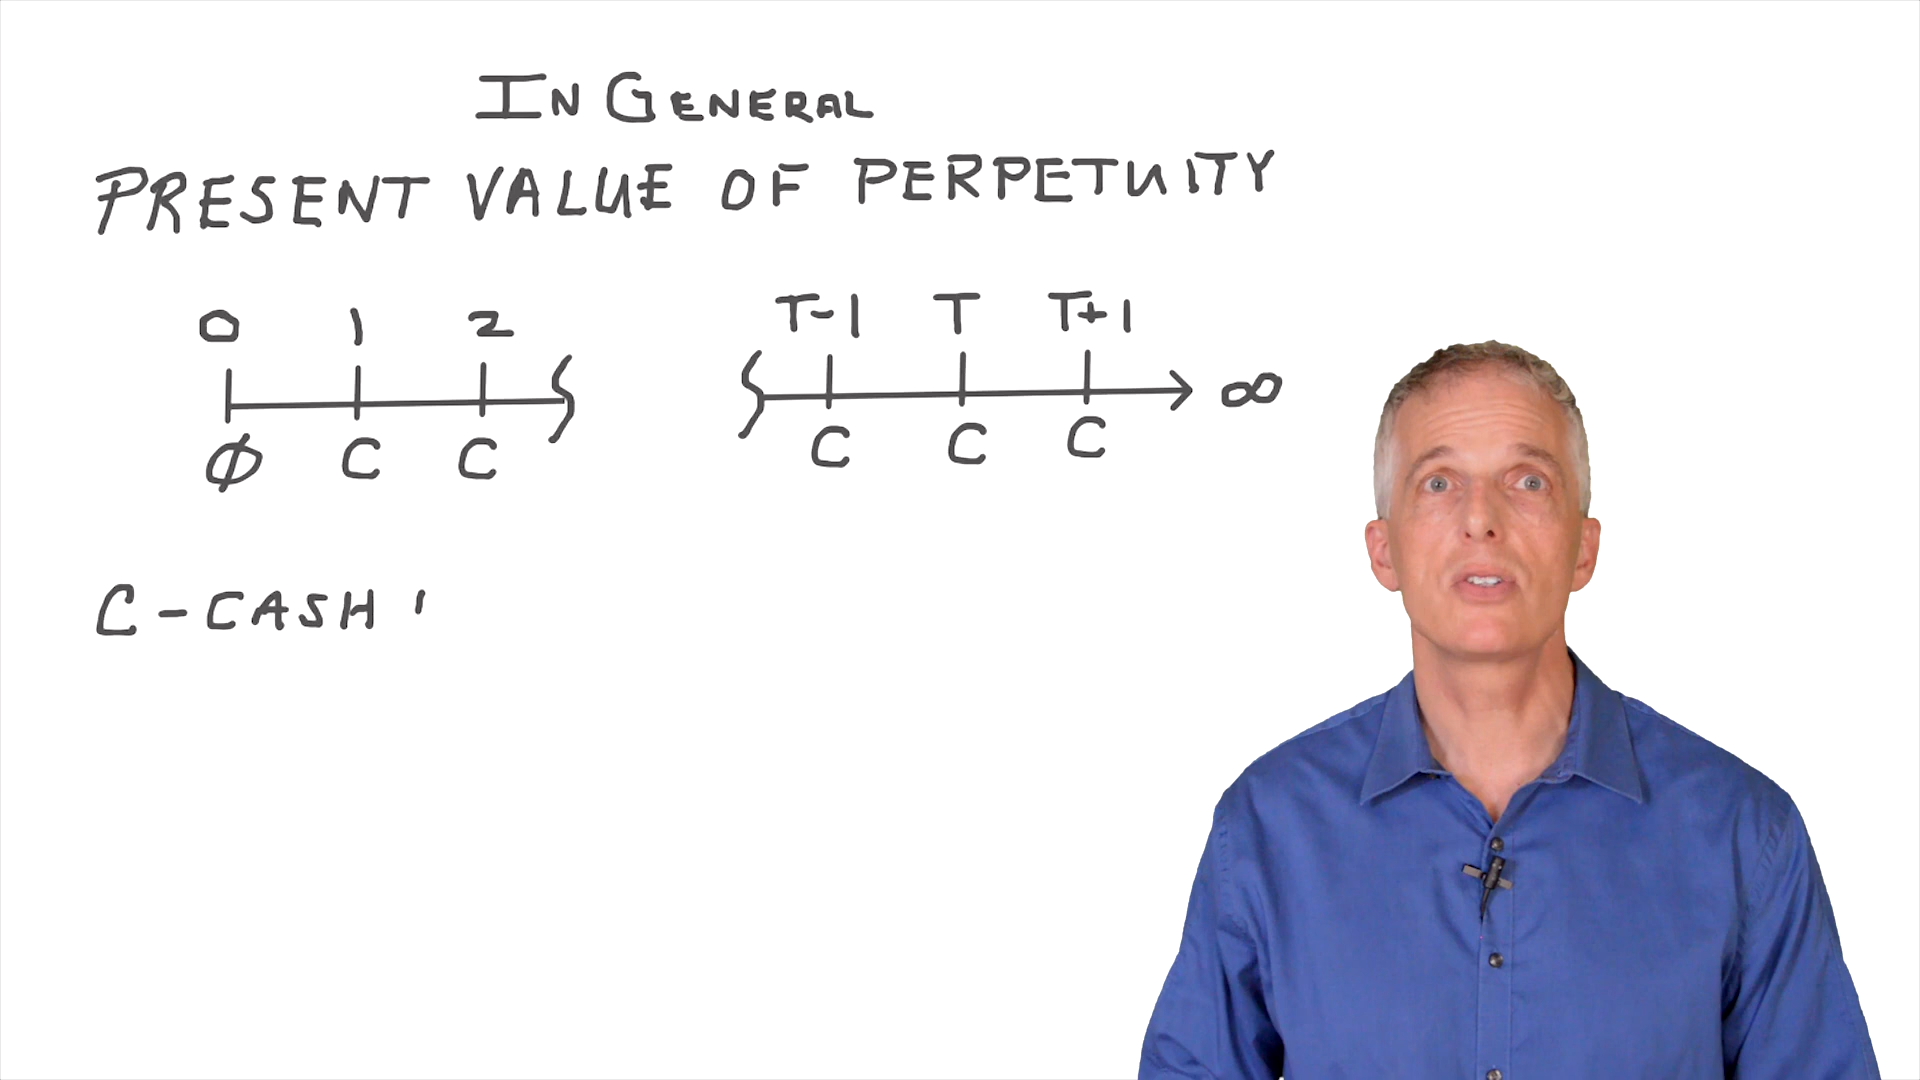 IN GENERAL
PRESENT VALUE OF PERPETUITY
0 1 2 T-1 T T+1
∞
Ø C C C C C
C - CASH